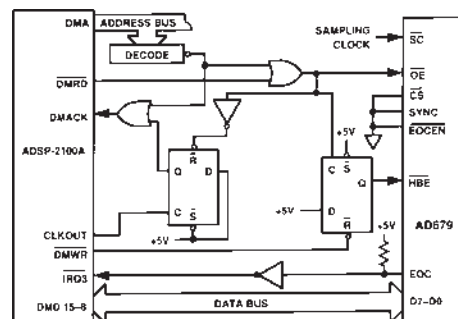 DMA
ADDRESS BUS
DECODE
SAMPLING
CLOCK
SC
DMRD
OE
DMACK
CS
SYNC
EOCEN
ADSP-2100A
+5V
R
Q
D
C
S
C
S
Q
D
R
HBE
+5V
+5V
AD679
CLKOUT
+5V
DMWR
IRQ3
EOC
DMD 15–8
DATA BUS
D7–D0